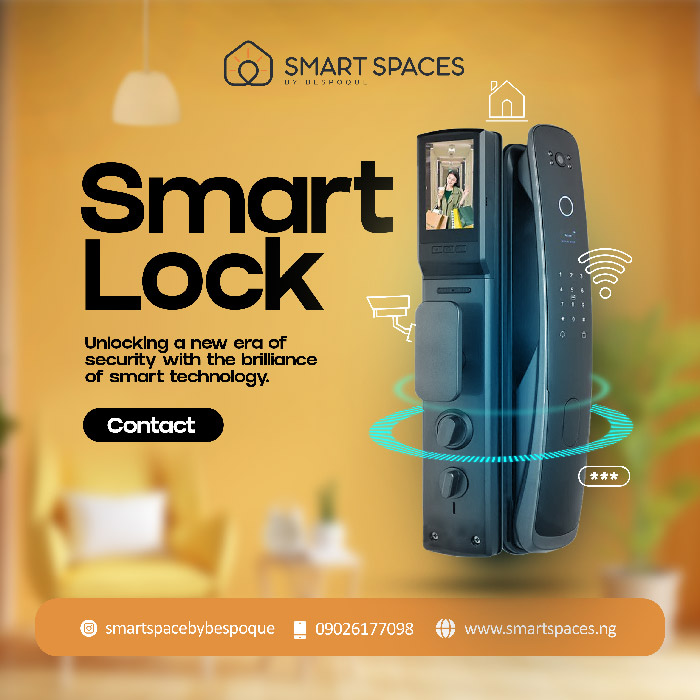 SMART SPACES
BY BESPOQUE
Smart
Lock
Unlocking a new era of
security with the brilliance
of smart technology.
Contact
***
smartspacebybespoque
09026177098
www.smartspaces.ng